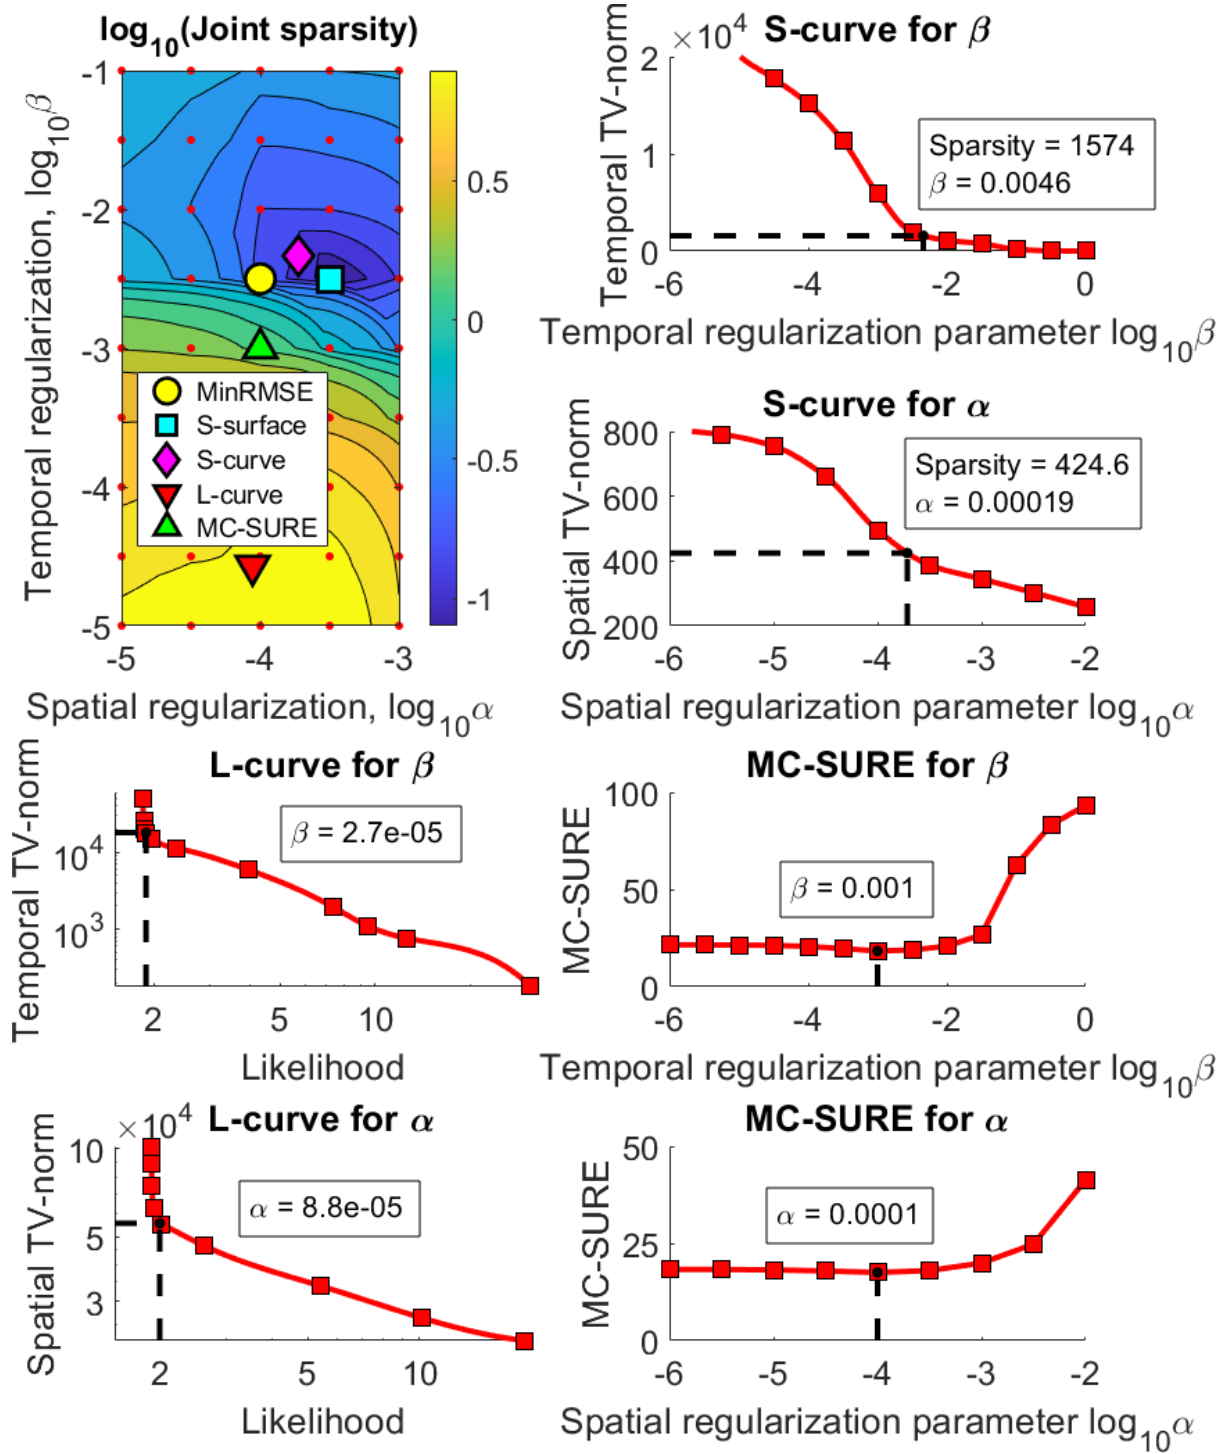 log10(Joint sparsity)
Temporal regularization, log10β
-1
-2
-3
-4
-5
-5 -4 -3
Spatial regularization, log10α
0.5
0
-0.5
-1
MinRMSE
S-surface
S-curve
L-curve
MC-SURE
S-curve for β
×10^4
Temporal TV-norm
2
1
0
Sparsity = 1574
β = 0.0046
-6 -4 -2 0
Temporal regularization parameter log10β
S-curve for α
Spatial TV-norm
800
600
400
200
Sparsity = 424.6
α = 0.00019
-6 -5 -4 -3 -2
Spatial regularization parameter log10α
L-curve for β
Temporal TV-norm
10^4
10^3
β = 2.7e-05
2 5 10
Likelihood
MC-SURE for β
MC-SURE
100
50
0
β = 0.001
-6 -4 -2 0
Temporal regularization parameter log10β
L-curve for α
×10^4
Spatial TV-norm
10
5
3
α = 8.8e-05
2 5 10
Likelihood
MC-SURE for α
MC-SURE
50
25
0
α = 0.0001
-6 -5 -4 -3 -2
Spatial regularization parameter log10α